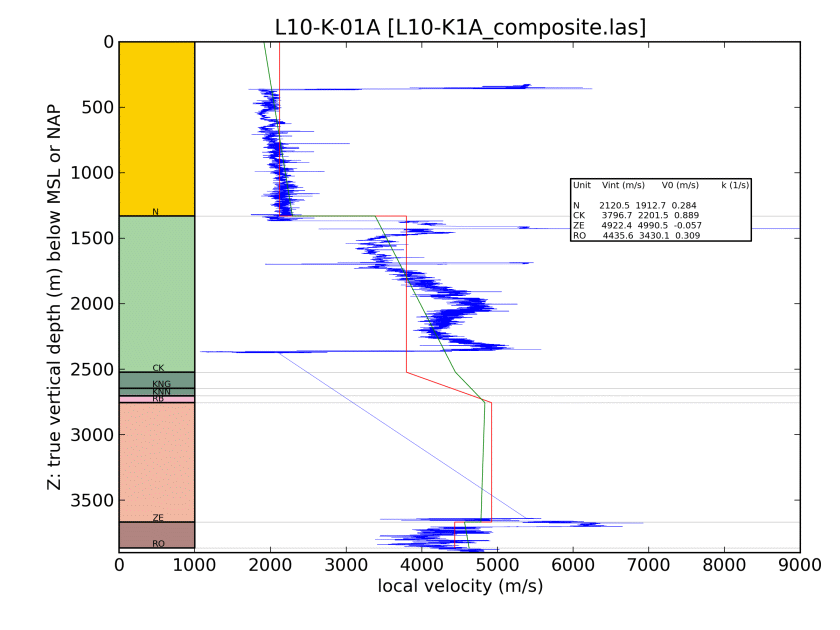 L10-K-01A [L10-K1A_composite.las]
0
500
1000
1500
2000
2500
3000
3500
Z: true vertical depth (m) below MSL or NAP
N
CK
KNG
KNN
RB
ZE
RO
Unit Vint (m/s) V0 (m/s) k (1/s)
N 2120.5 1912.7 0.284
CK 3796.7 2201.5 0.889
ZE 4922.4 4990.5 -0.057
RO 4435.6 3430.1 0.309
0 1000 2000 3000 4000 5000 6000 7000 8000 9000
local velocity (m/s)